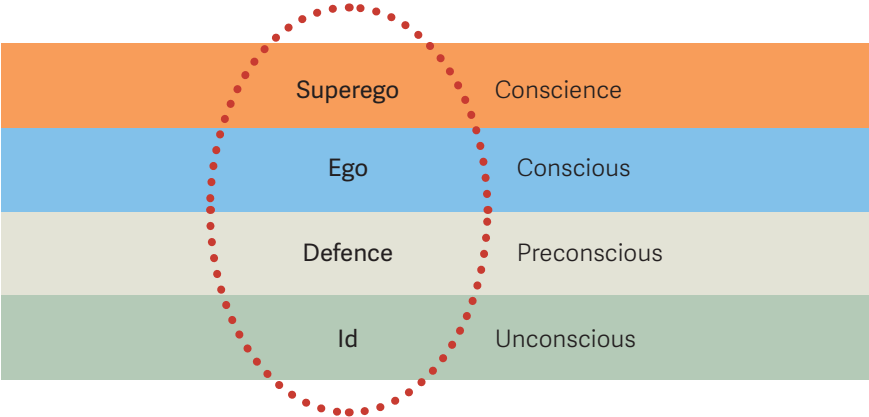 Superego Conscience
Ego Conscious
Defence Preconscious
Id Unconscious